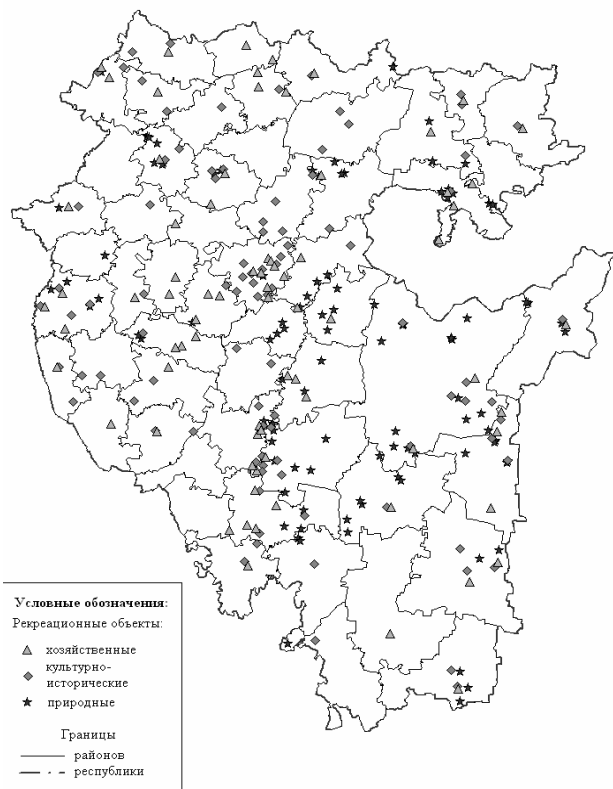 Условные обозначения:
Рекреационные объекты:
хозяйственные
культурно-
исторические
природные
Границы
районов
республики